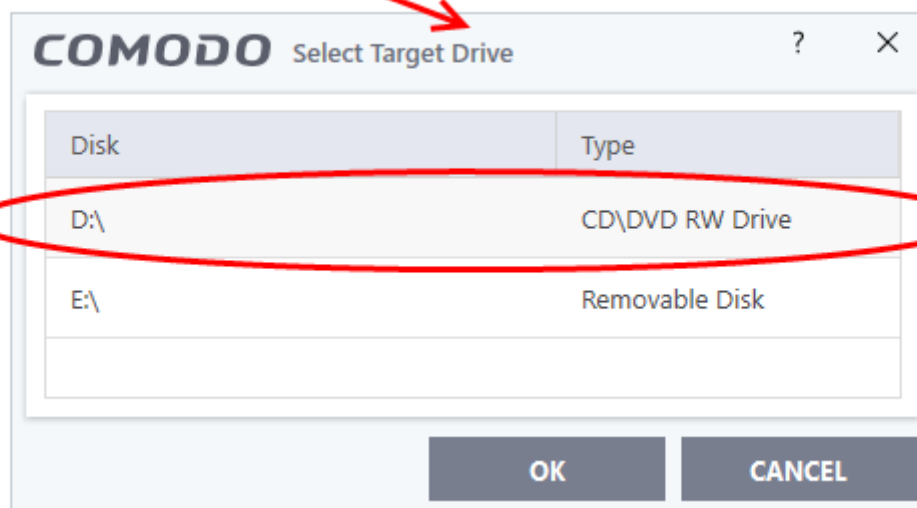 COMODO Select Target Drive ? ×
Disk Type
D:\ CD\DVD RW Drive
E:\ Removable Disk
OK CANCEL